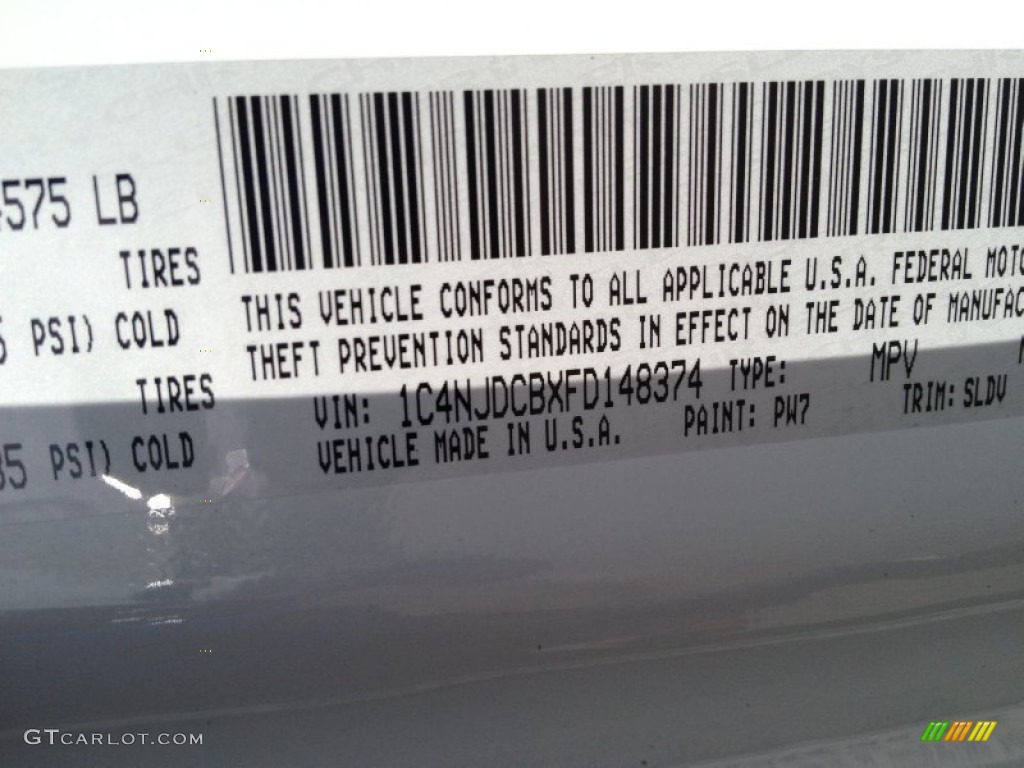 575 LB
TIRES
PSI) COLD
TIRES
35 PSI) COLD
THIS VEHICLE CONFORMS TO ALL APPLICABLE U.S.A. FEDERAL
THEFT PREVENTION STANDARDS IN EFFECT ON THE DATE OF
VIN: 1C4NJDCBXFD148374 TYPE: MPV
VEHICLE MADE IN U.S.A. PAINT: PW7 TRIM: SLDV
GTCARLOT.COM